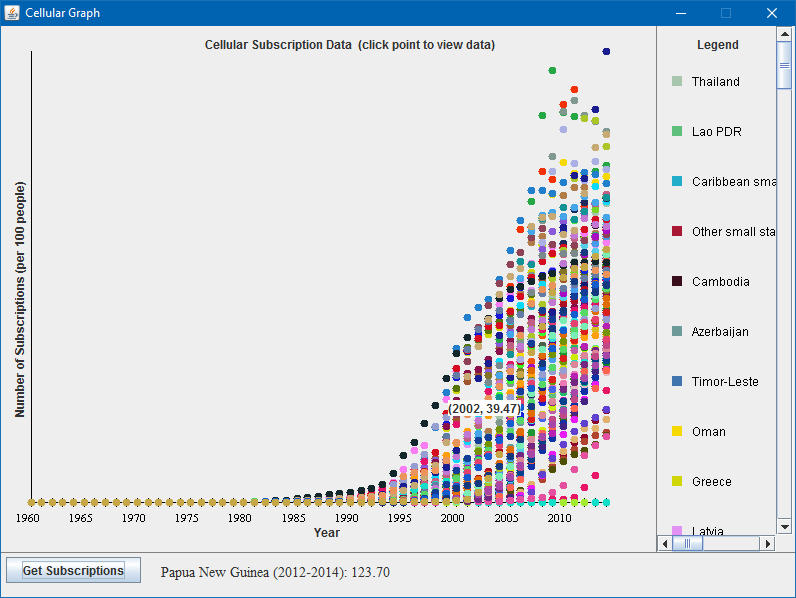 Cellular Graph
Cellular Subscription Data (click point to view data)
Number of Subscriptions (per 100 people)
(2002, 39.47)
1960 1965 1970 1975 1980 1985 1990 1995 2000 2005 2010
Year
Legend
Thailand
Lao PDR
Caribbean sma
Other small sta
Cambodia
Azerbaijan
Timor-Leste
Oman
Greece
Latvia
Get Subscriptions
Papua New Guinea (2012-2014): 123.70